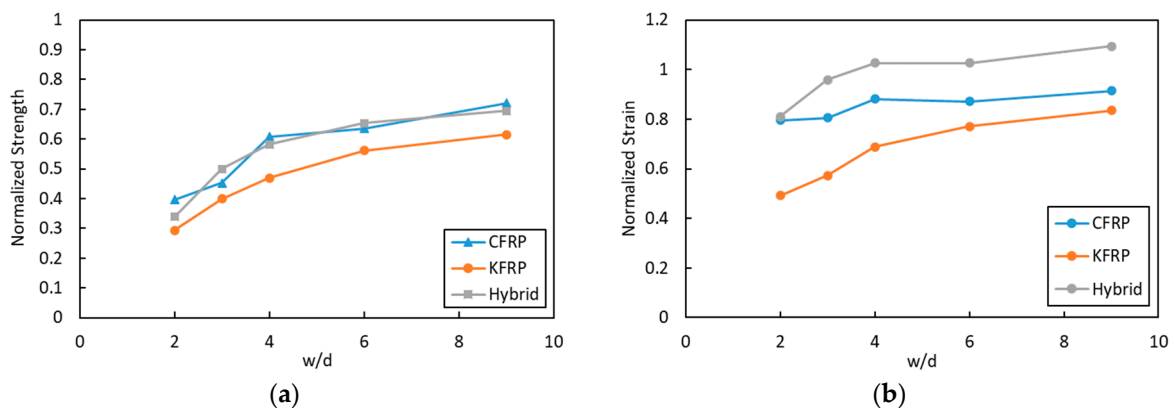 1
0.9
0.8
0.7
0.6
0.5
0.4
0.3
0.2
0.1
0
Normalized Strength
0 2 4 6 8 10
w/d
CFRP
KFRP
Hybrid
(a)
1.2
1
0.8
0.6
0.4
0.2
0
Normalized Strain
0 2 4 6 8 10
w/d
CFRP
KFRP
Hybrid
(b)